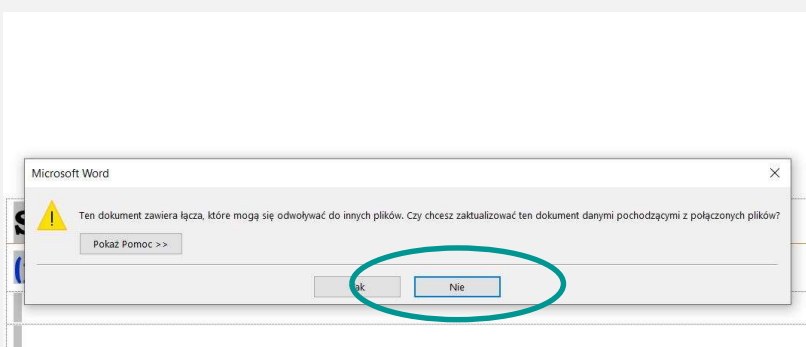 Microsoft Word
Ten dokument zawiera łącza, które mogą się odwoływać do innych plików. Czy chcesz zaktualizować ten dokument danymi pochodzącymi z połączonych plików?
Pokaż Pomoc >>
Nie